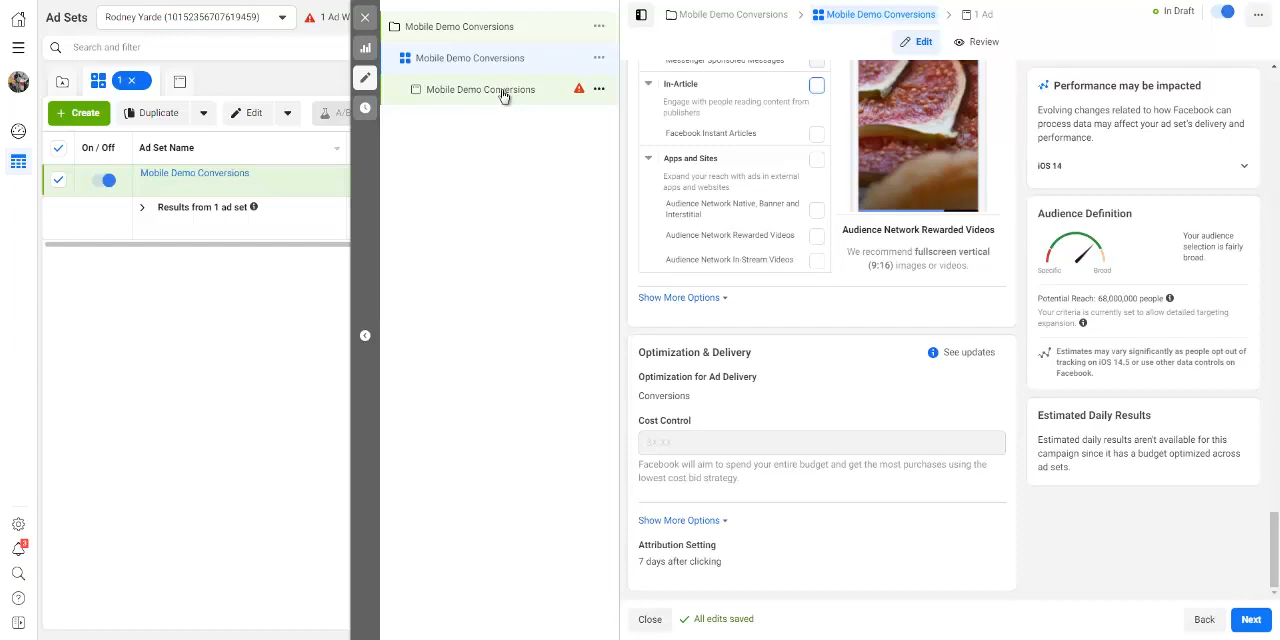 Ad Sets
Rodney Yarde (10152356707619459)
1 Ad W
Search and filter
1 ×
+ Create
Duplicate
Edit
A/B
On / Off
Ad Set Name
Mobile Demo Conversions
Results from 1 ad set
3
Mobile Demo Conversions
Mobile Demo Conversions
Mobile Demo Conversions
Mobile Demo Conversions
Mobile Demo Conversions
1 Ad
In Draft
Edit
Review
Messenger Sponsored Messages
In-Article
Engage with people reading content from
publishers
Facebook Instant Articles
Apps and Sites
Expand your reach with ads in external
apps and websites
Audience Network Native, Banner and
Interstitial
Audience Network Rewarded Videos
Audience Network In-Stream Videos
Audience Network Rewarded Videos
We recommend fullscreen vertical
(9:16) images or videos.
Show More Options
Optimization & Delivery
See updates
Optimization for Ad Delivery
Conversions
Cost Control
Facebook will aim to spend your entire budget and get the most purchases using the
lowest cost bid strategy.
Show More Options
Attribution Setting
7 days after clicking
Close
All edits saved
Back
Next
Performance may be impacted
Evolving changes related to how Facebook can
process data may affect your ad set's delivery and
performance.
iOS 14
Audience Definition
Specific
Broad
Your audience
selection is fairly
broad.
Potential Reach: 68,000,000 people
Your criteria is currently set to allow detailed targeting
expansion.
Estimates may vary significantly as people opt out of
tracking on iOS 14.5 or use other data controls on
Facebook.
Estimated Daily Results
Estimated daily results aren't available for this
campaign since it has a budget optimized across
ad sets.